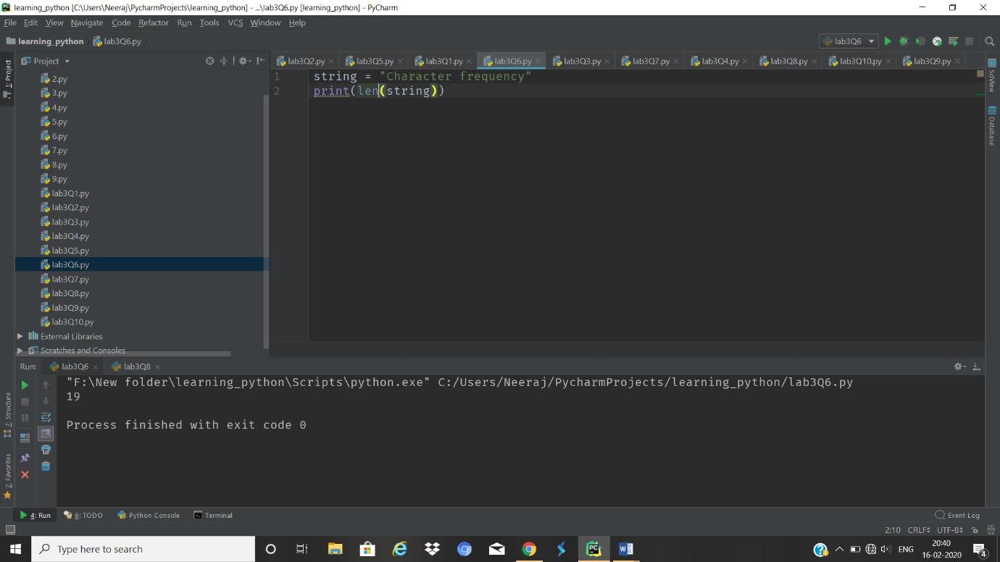 learning_python [C:\Users\Neeraj\PycharmProjects\learning_python] - ...\lab3Q6.py [learning_python] - PyCharm
File Edit View Navigate Code Refactor Run Tools VCS Window Help
learning_python lab3Q6.py lab3Q6
1: Project
Project
lab3Q2.py lab3Q5.py lab3Q1.py lab3Q6.py lab3Q3.py lab3Q7.py lab3Q4.py lab3Q8.py lab3Q10.py lab3Q9.py
1 string = "Character frequency"
2 print(len(string))
2.py
3.py
4.py
5.py
6.py
7.py
8.py
9.py
lab3Q1.py
lab3Q2.py
lab3Q3.py
lab3Q4.py
lab3Q5.py
lab3Q6.py
lab3Q7.py
lab3Q8.py
lab3Q9.py
lab3Q10.py
External Libraries
Scratches and Consoles
SciView
Database
Run: lab3Q6 lab3Q8
"F:\New folder\learning_python\Scripts\python.exe" C:/Users/Neeraj/PycharmProjects/learning_python/lab3Q6.py
19
Process finished with exit code 0
7: Structure
2: Favorites
4: Run 6: TODO Python Console Terminal Event Log
2:10 CRLF UTF-8
Type here to search
ENG
20:40
16-02-2020
4